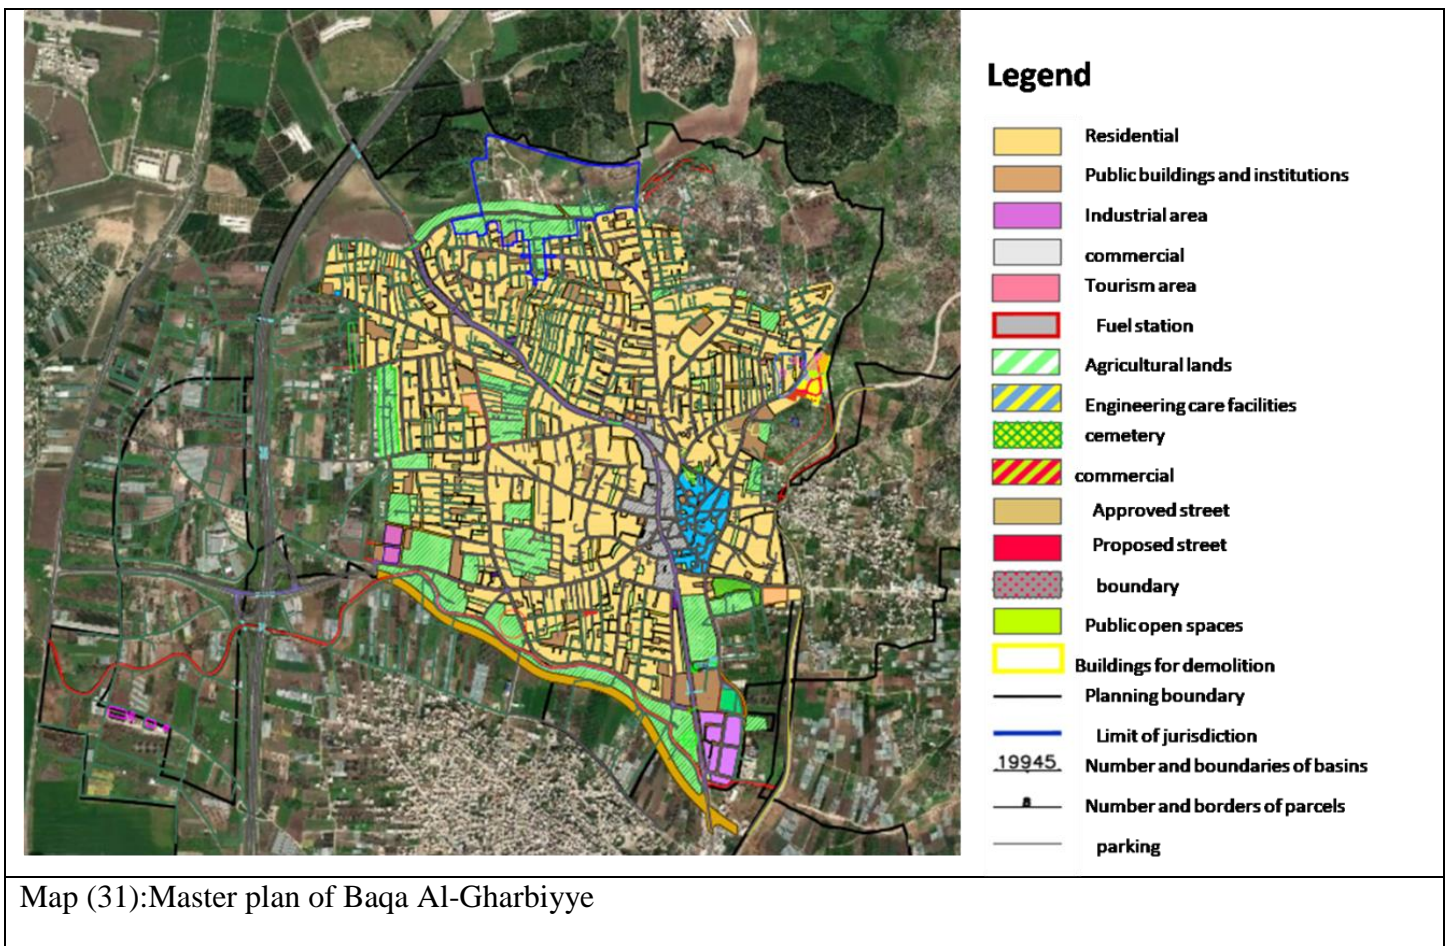 Legend
Residential
Public buildings and institutions
Industrial area
commercial
Tourism area
Fuel station
Agricultural lands
Engineering care facilities
cemetery
commercial
Approved street
Proposed street
boundary
Public open spaces
Buildings for demolition
Planning boundary
Limit of jurisdiction
19945 Number and boundaries of basins
8 Number and borders of parcels
parking
Map (31):Master plan of Baqa Al-Gharbiyye